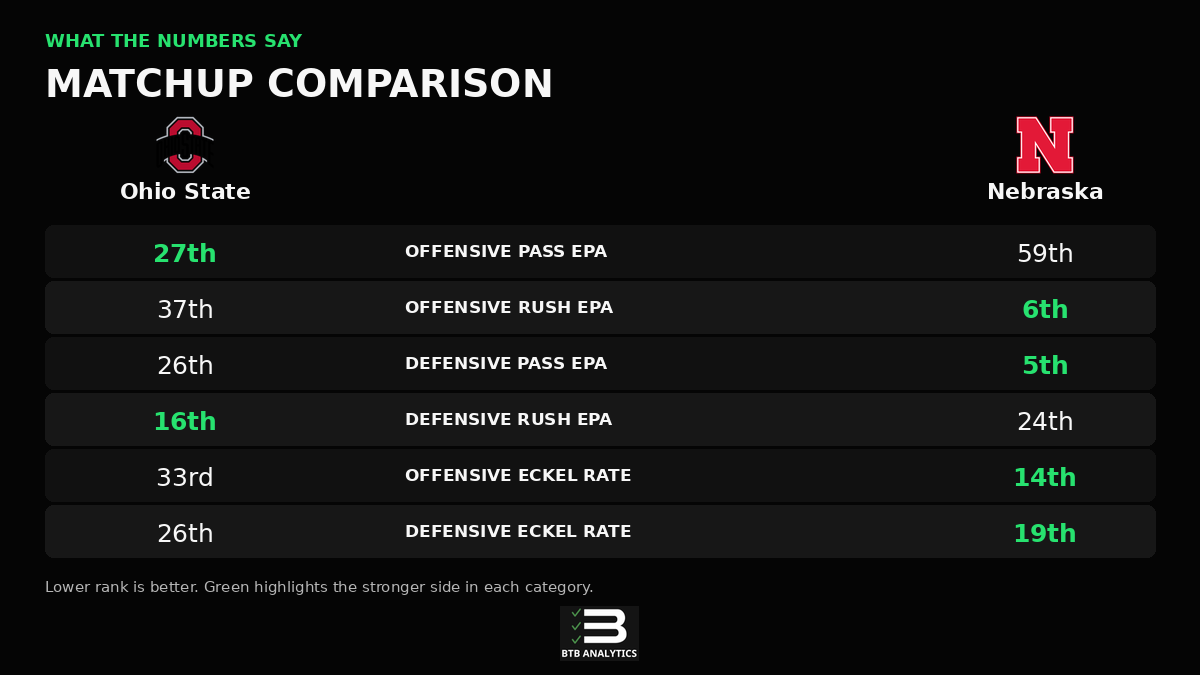 WHAT THE NUMBERS SAY
MATCHUP COMPARISON
Ohio State
Nebraska
27th OFFENSIVE PASS EPA 59th
37th OFFENSIVE RUSH EPA 6th
26th DEFENSIVE PASS EPA 5th
16th DEFENSIVE RUSH EPA 24th
33rd OFFENSIVE ECKEL RATE 14th
26th DEFENSIVE ECKEL RATE 19th
Lower rank is better. Green highlights the stronger side in each category.
BTB ANALYTICS